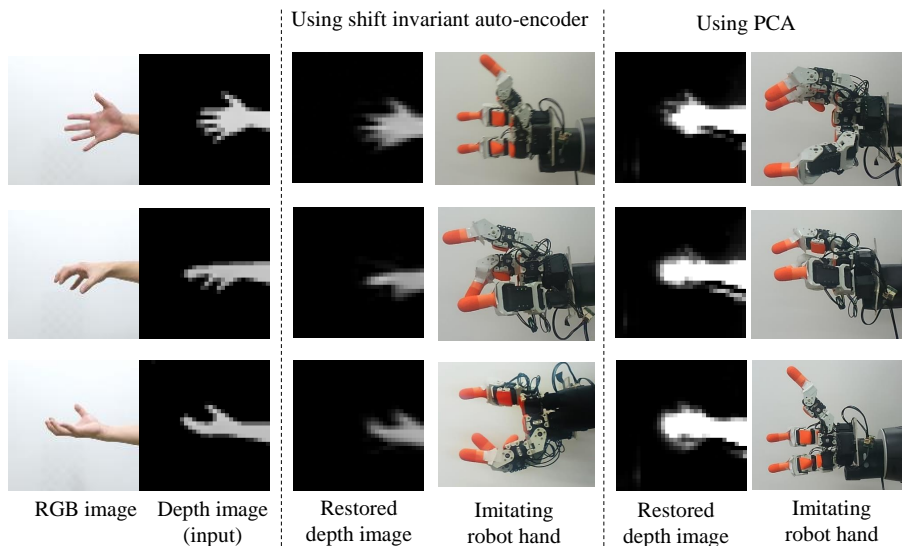 Using shift invariant auto-encoder
Using PCA
RGB image
Depth image
(input)
Restored
depth image
Imitating
robot hand
Restored
depth image
Imitating
robot hand